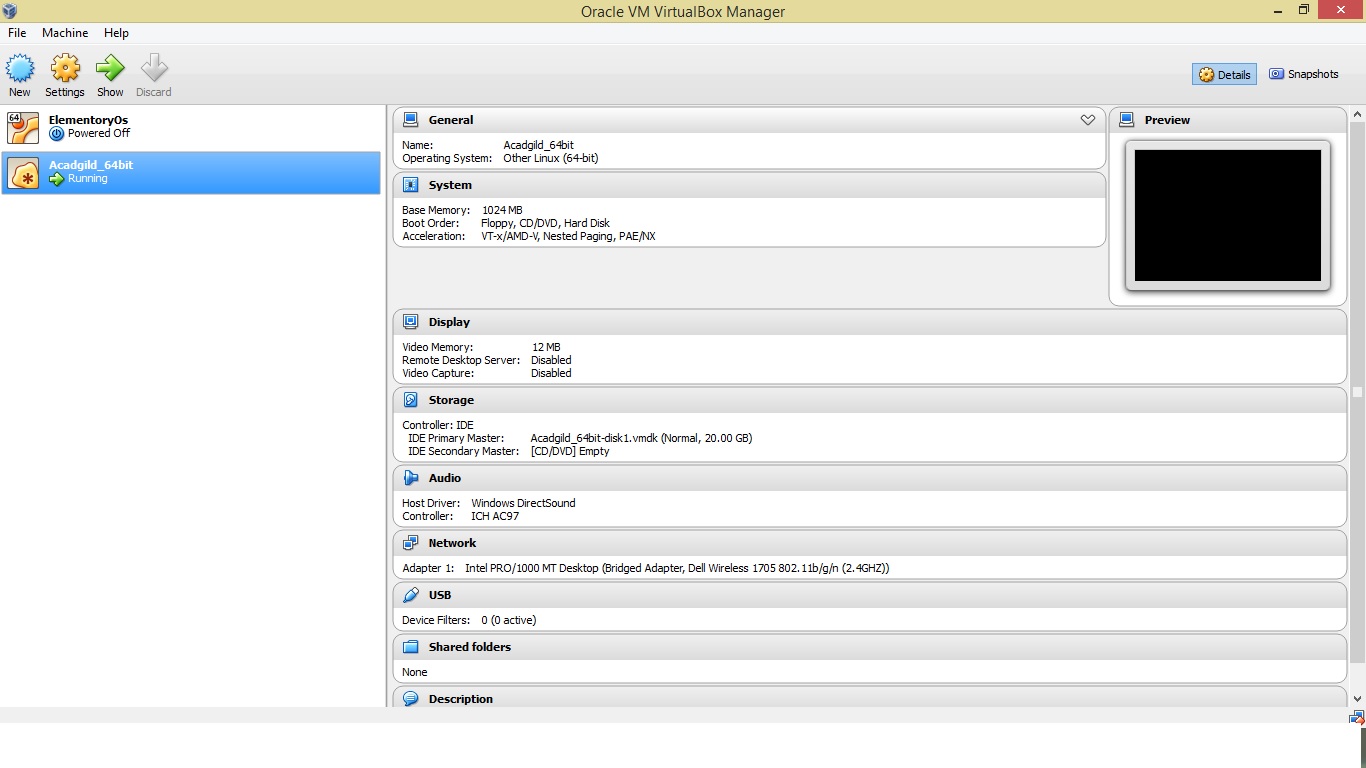 Oracle VM VirtualBox Manager
File Machine Help
New Settings Show Discard
Details Snapshots
64 ElementoryOs
Powered Off
Acadgild_64bit
Running
General
Name: Acadgild_64bit
Operating System: Other Linux (64-bit)
System
Base Memory: 1024 MB
Boot Order: Floppy, CD/DVD, Hard Disk
Acceleration: VT-x/AMD-V, Nested Paging, PAE/NX
Preview
Display
Video Memory: 12 MB
Remote Desktop Server: Disabled
Video Capture: Disabled
Storage
Controller: IDE
IDE Primary Master: Acadgild_64bit-disk1.vmdk (Normal, 20.00 GB)
IDE Secondary Master: [CD/DVD] Empty
Audio
Host Driver: Windows DirectSound
Controller: ICH AC97
Network
Adapter 1: Intel PRO/1000 MT Desktop (Bridged Adapter, Dell Wireless 1705 802.11b/g/n (2.4GHZ))
USB
Device Filters: 0 (0 active)
Shared folders
None
Description